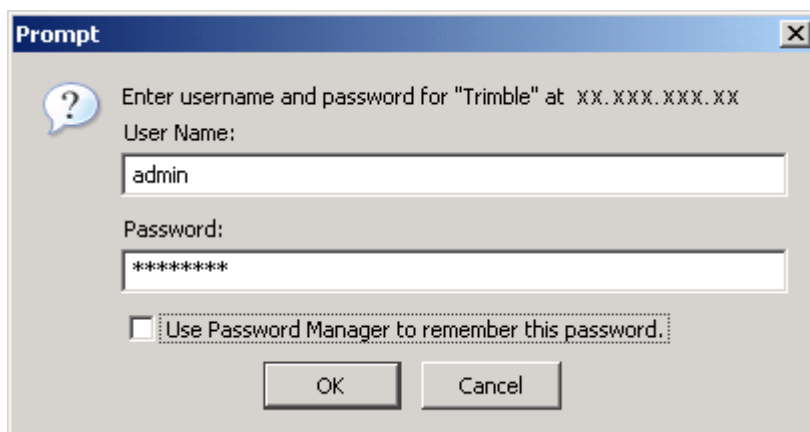 Prompt
Enter username and password for "Trimble" at xx.xxx.xxx.xx
User Name:
admin
Password:
********
Use Password Manager to remember this password.
OK
Cancel